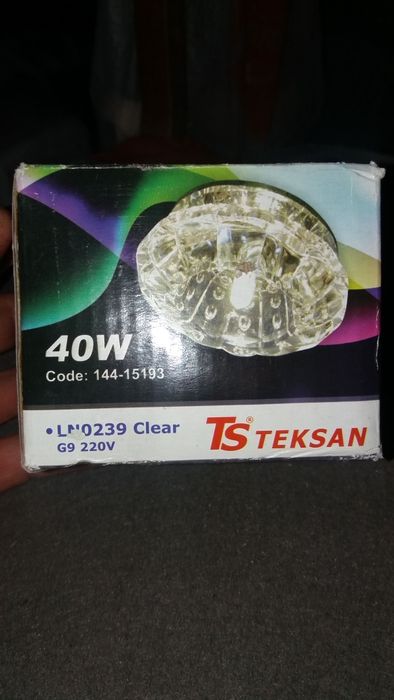 40W
Code: 144-15193
• LN0239 Clear
G9 220V
TS® TEKSAN